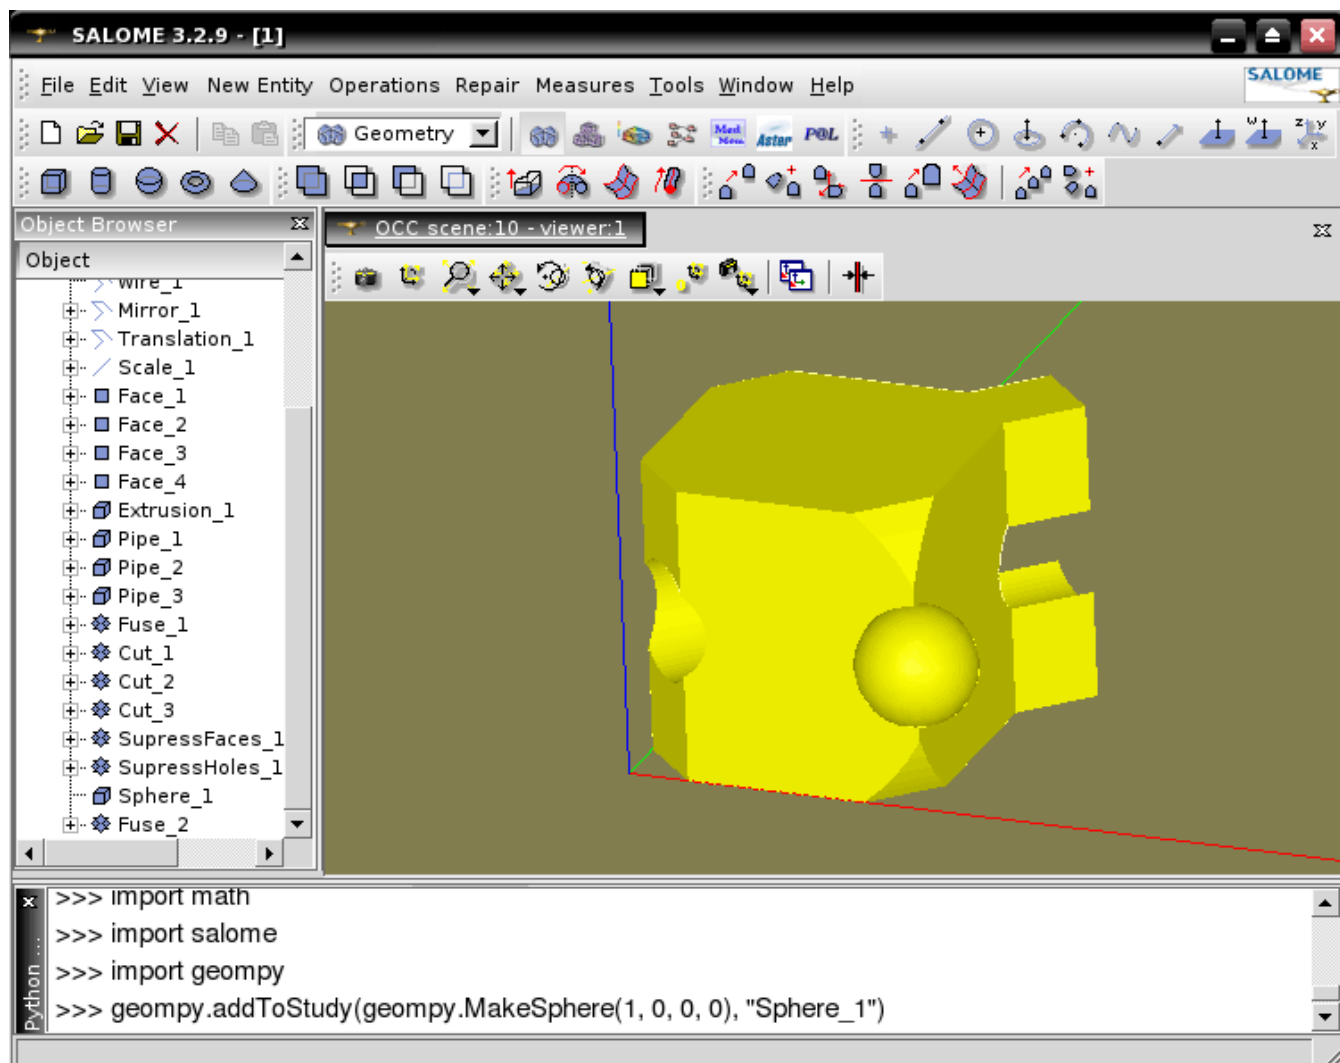 SALOME 3.2.9 - [1]
File Edit View New Entity Operations Repair Measures Tools Window Help
SALOME
Geometry
Med
Mem
Aster
POL
Object Browser
OCC scene:10 - viewer:1
Object
Wire_1
Mirror_1
Translation_1
Scale_1
Face_1
Face_2
Face_3
Face_4
Extrusion_1
Pipe_1
Pipe_2
Pipe_3
Fuse_1
Cut_1
Cut_2
Cut_3
SupressFaces_1
SupressHoles_1
Sphere_1
Fuse_2
Python ...
>>> import math
>>> import salome
>>> import geompy
>>> geompy.addToStudy(geompy.MakeSphere(1, 0, 0, 0), "Sphere_1")